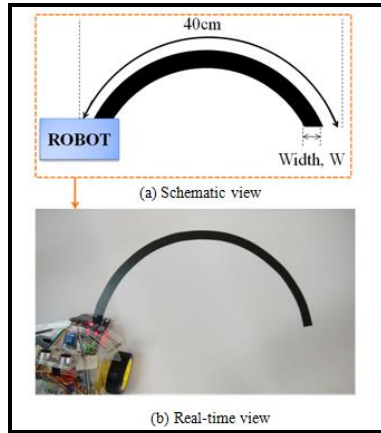 40cm
ROBOT
Width, W
(a) Schematic view
(b) Real-time view